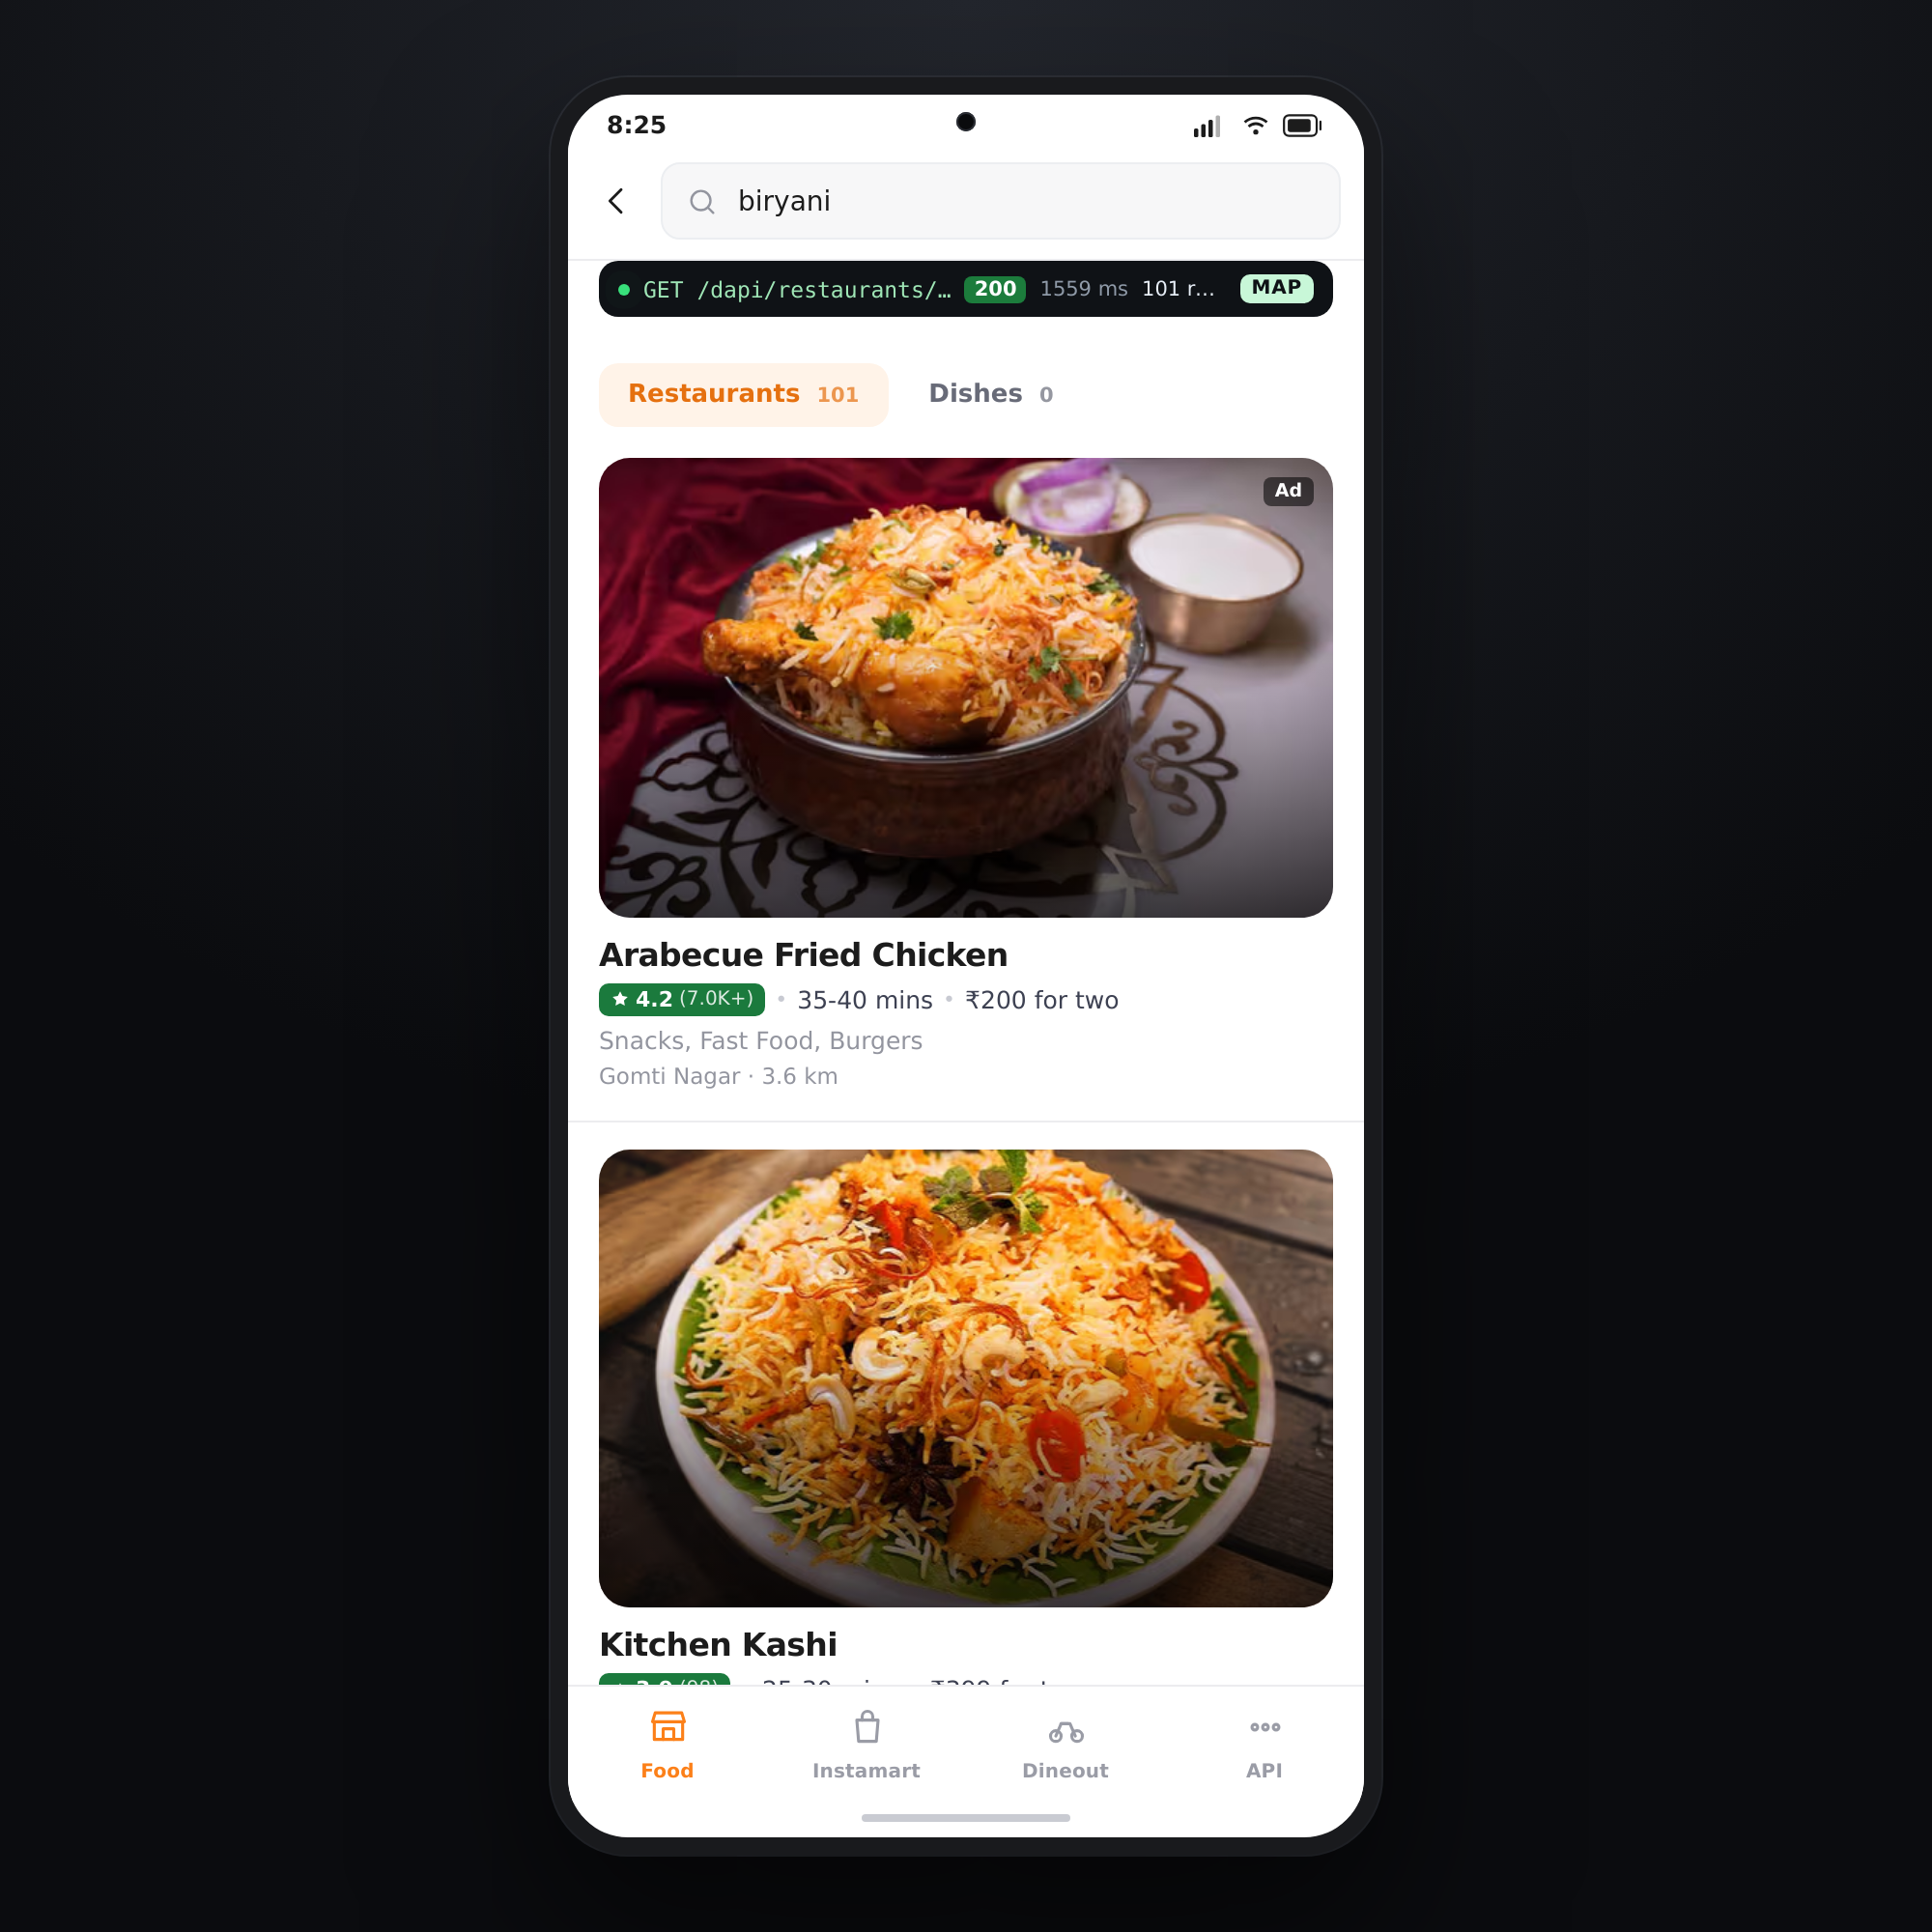 8:25
biryani
GET /dapi/restaurants/… 200 1559 ms 101 r… MAP
Restaurants 101 Dishes 0
Ad
Arabecue Fried Chicken
4.2 (7.0K+) • 35-40 mins • ₹200 for two
Snacks, Fast Food, Burgers
Gomti Nagar · 3.6 km
Kitchen Kashi
Food Instamart Dineout API